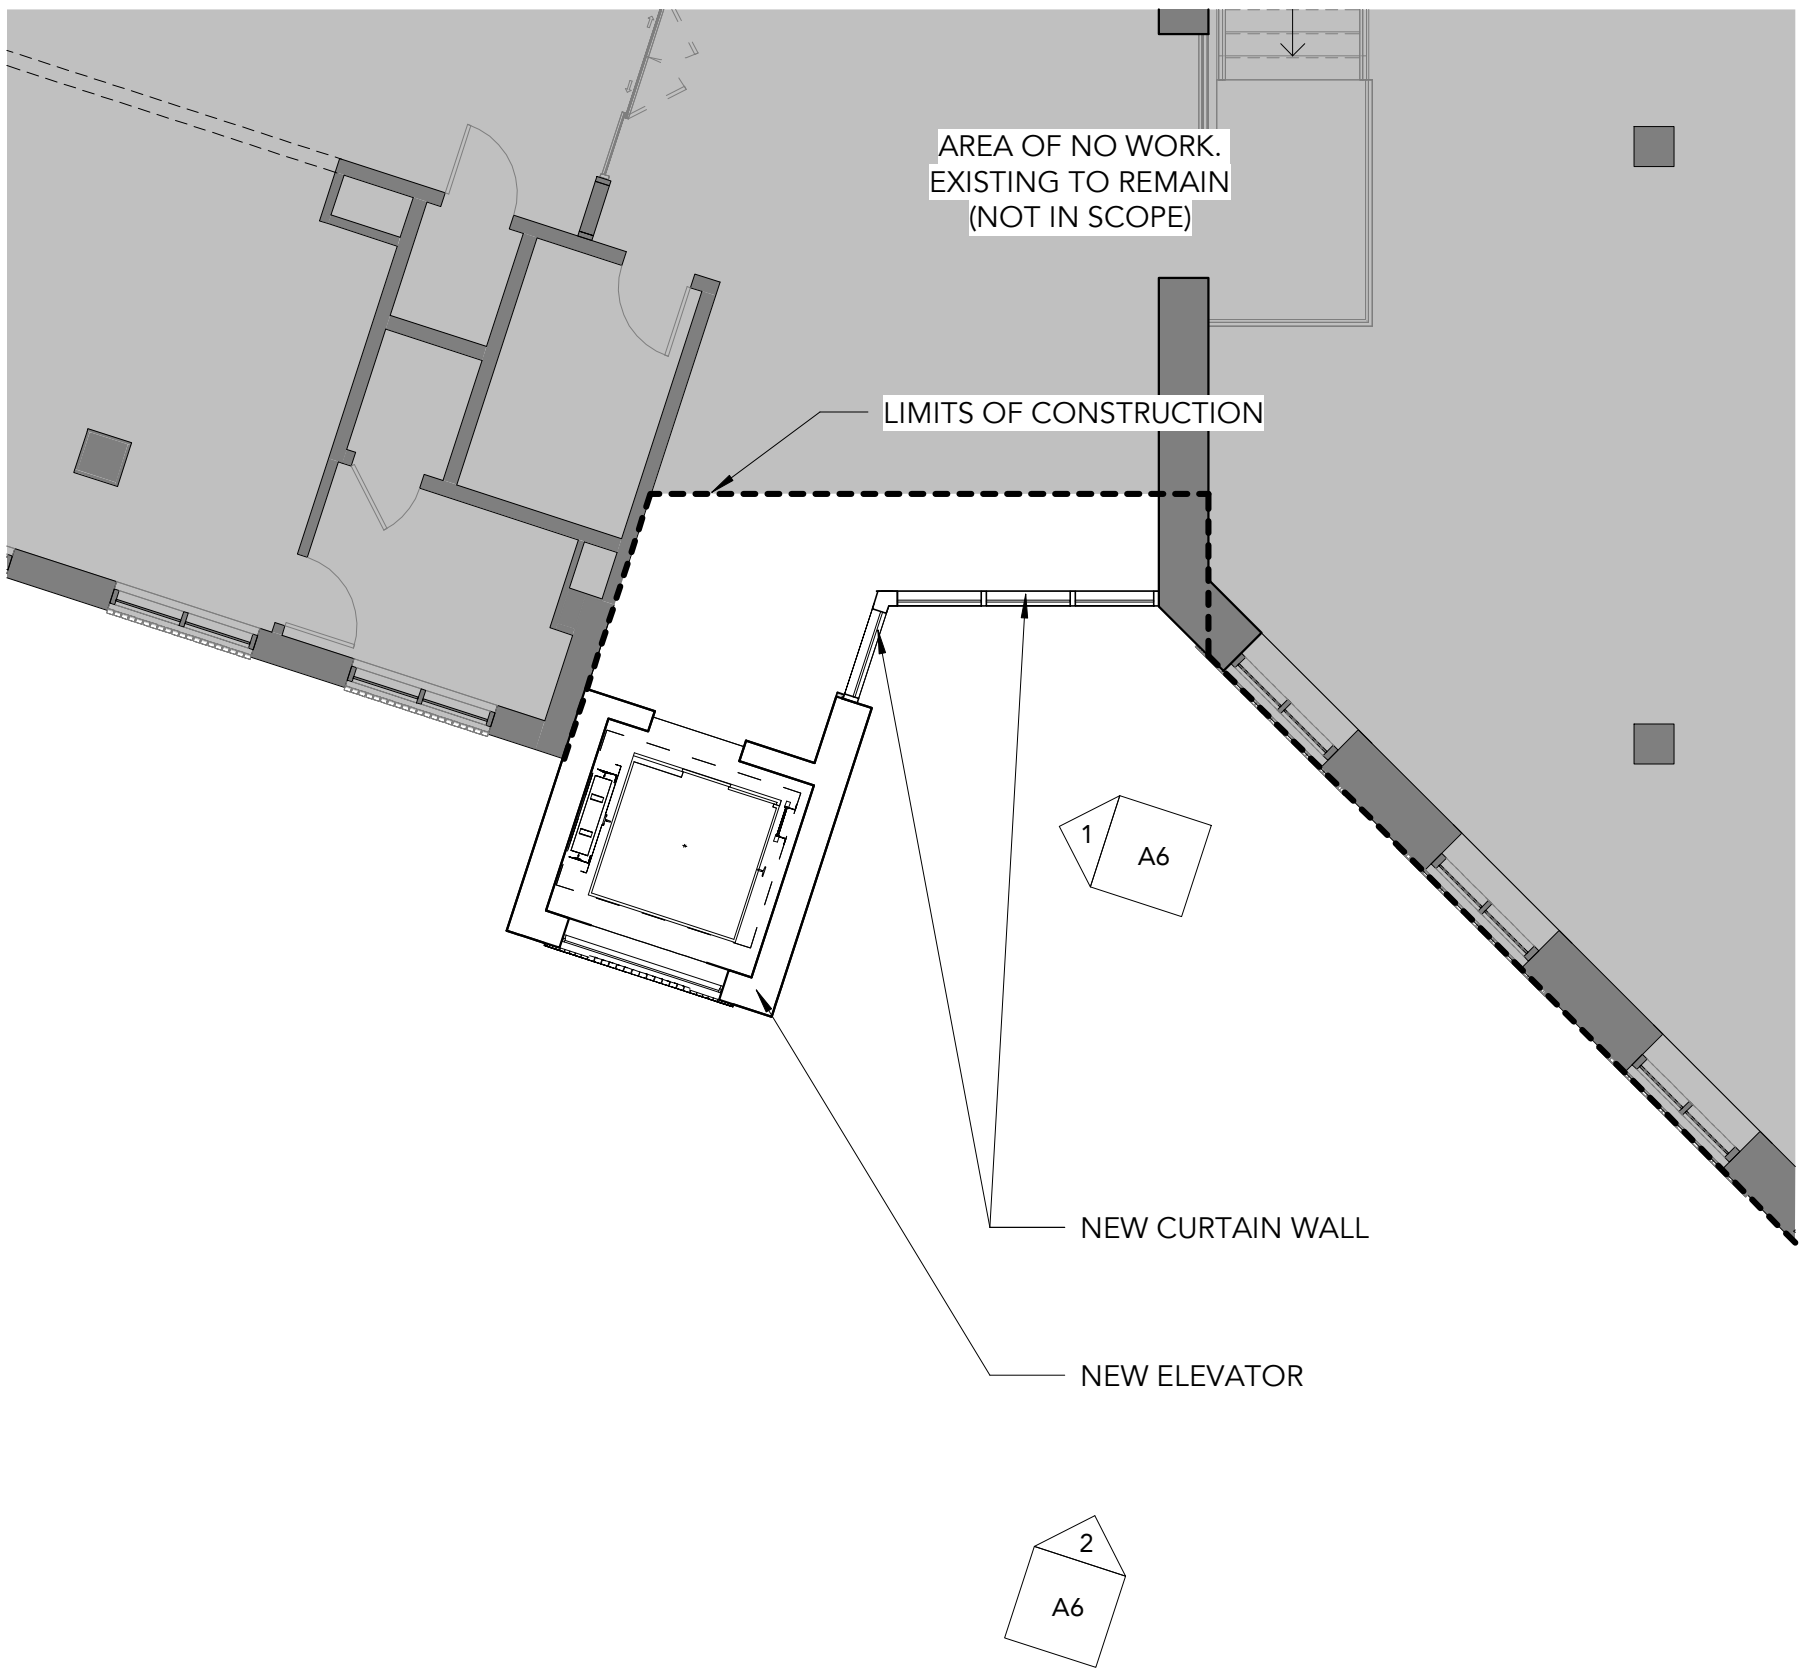 AREA OF NO WORK.
EXISTING TO REMAIN
(NOT IN SCOPE)
LIMITS OF CONSTRUCTION
1
A6
NEW CURTAIN WALL
NEW ELEVATOR
2
A6